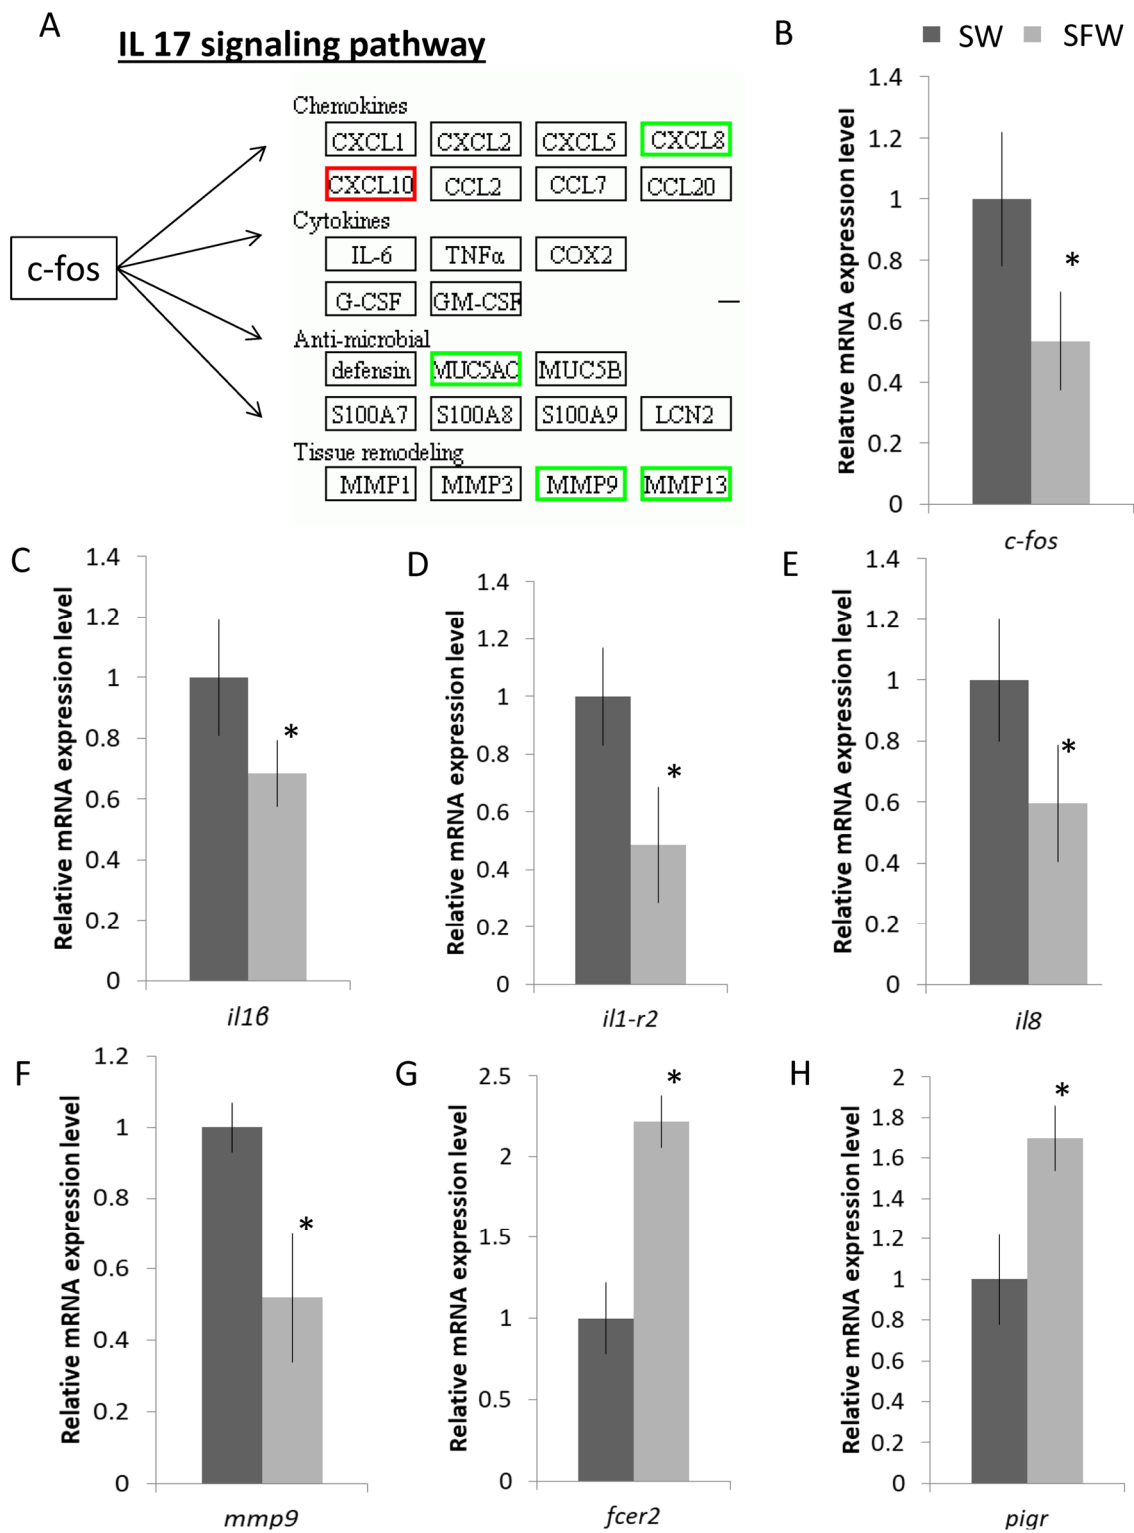 A
IL 17 signaling pathway
c-fos
Chemokines
CXCL1 CXCL2 CXCL5 CXCL8
CXCL10 CCL2 CCL7 CCL20
Cytokines
IL-6 TNFα COX2
G-CSF GM-CSF
Anti-microbial
defensin MUC5AC MUC5B
S100A7 S100A8 S100A9 LCN2
Tissue remodeling
MMP1 MMP3 MMP9 MMP13
B
SW SFW
Relative mRNA expression level
1.4
1.2
1
0.8
0.6
0.4
0.2
0
*
c-fos
C
Relative mRNA expression level
1.4
1.2
1
0.8
0.6
0.4
0.2
0
*
il1β
D
Relative mRNA expression level
1.4
1.2
1
0.8
0.6
0.4
0.2
0
*
il1-r2
E
Relative mRNA expression level
1.4
1.2
1
0.8
0.6
0.4
0.2
0
*
il8
F
Relative mRNA expression level
1.2
1
0.8
0.6
0.4
0.2
0
*
mmp9
G
Relative mRNA expression level
2.5
2
1.5
1
0.5
0
*
fcer2
H
Relative mRNA expression level
2
1.8
1.6
1.4
1.2
1
0.8
0.6
0.4
0.2
0
*
pigr